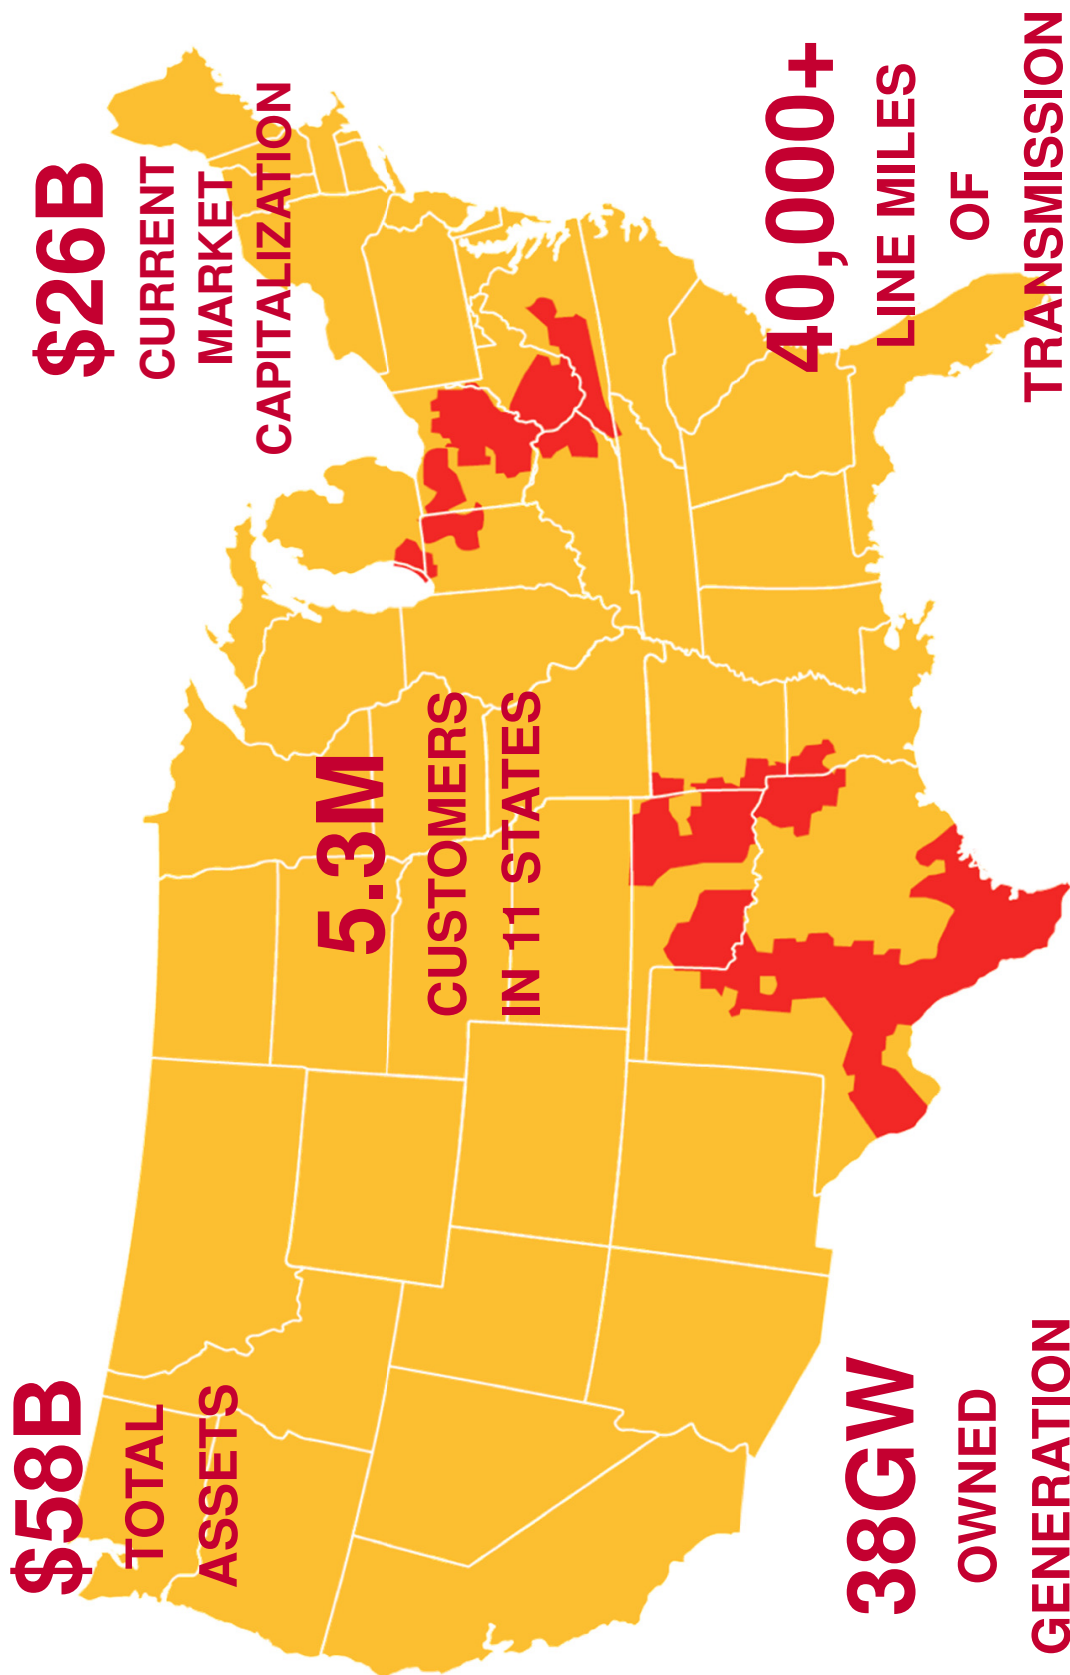 $58B
TOTAL
ASSETS
$26B
CURRENT
MARKET
CAPITALIZATION
5.3M
CUSTOMERS
IN 11 STATES
38GW
OWNED
GENERATION
40,000+
LINE MILES
OF
TRANSMISSION